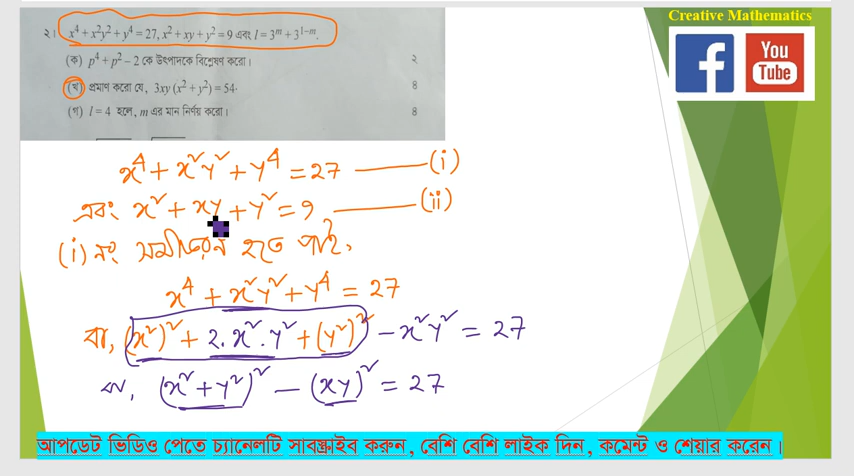 Creative Mathematics
You
Tube
২। x⁴ + x²y² + y⁴ = 27, x² + xy + y² = 9 এবং l = 3ᵐ + 3¹⁻ᵐ.
(ক) p⁴ + p² – 2 কে উৎপাদকে বিশ্লেষণ করো। ২
(খ) প্রমাণ করো যে, 3xy (x² + y²) = 54. ৪
(গ) l = 4 হলে, m এর মান নির্ণয় করো। ৪
x⁴ + x²y² + y⁴ = 27 —— (i)
এবং x² + xy + y² = 9 —— (ii)
(i) নং সমীকরন হতে পাই,
x⁴ + x²y² + y⁴ = 27
বা, (x²)² + 2.x².y² + (y²)² – x²y² = 27
বা, (x² + y²)² – (xy)² = 27
আপডেট ভিডিও পেতে চ্যানেলটি সাবস্ক্রাইব করুন, বেশি বেশি লাইক দিন, কমেন্ট ও শেয়ার করেন।